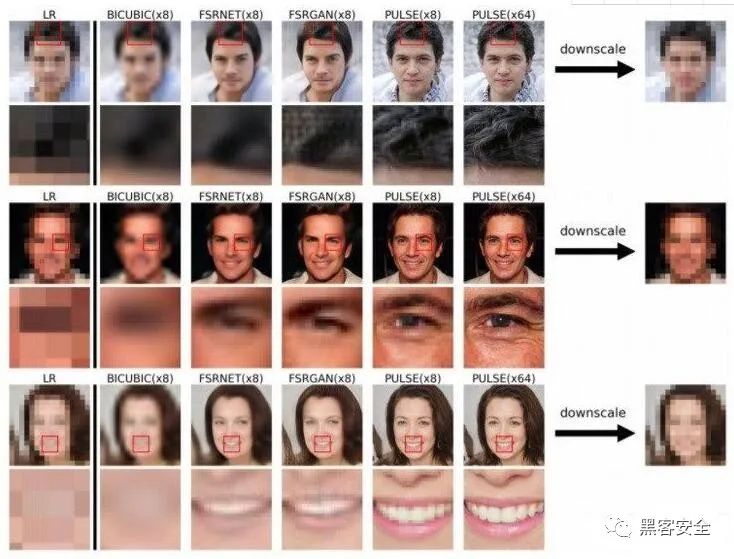 LR BICUBIC(x8) FSRNET(x8) FSRGAN(x8) PULSE(x8) PULSE(x64)
downscale
LR BICUBIC(x8) FSRNET(x8) FSRGAN(x8) PULSE(x8) PULSE(x64)
downscale
LR BICUBIC(x8) FSRNET(x8) FSRGAN(x8) PULSE(x8) PULSE(x64)
downscale
黑客安全